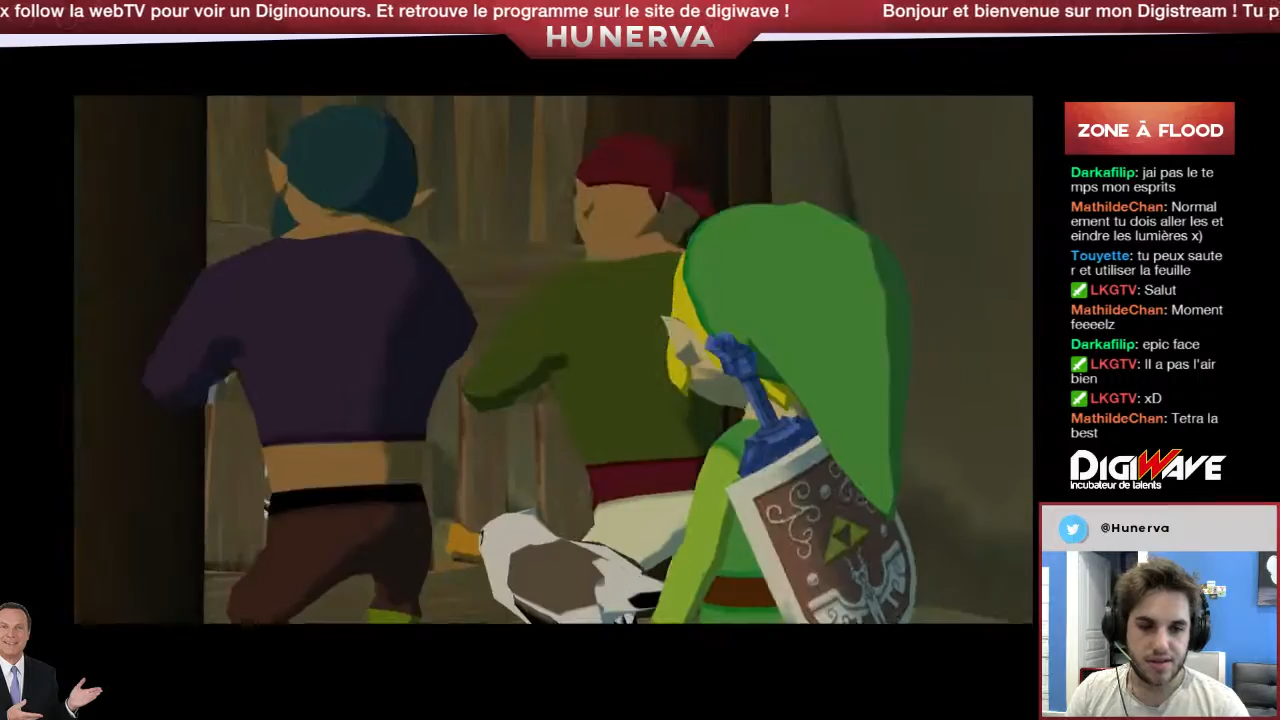 x follow la webTV pour voir un Diginounours. Et retrouve le programme sur le site de digiwave !
Bonjour et bienvenue sur mon Digistream ! Tu p
HUNERVA
ZONE À FLOOD
Darkafilip: jai pas le te
mps mon esprits
MathildeChan: Normal
ement tu dois aller les et
eindre les lumières x)
Touyette: tu peux saute
r et utiliser la feuille
LKGTV: Salut
MathildeChan: Moment
feeeelz
Darkafilip: epic face
LKGTV: Il a pas l'air
bien
LKGTV: xD
MathildeChan: Tetra la
best
DIGIWAVE
Incubateur de talents
@Hunerva